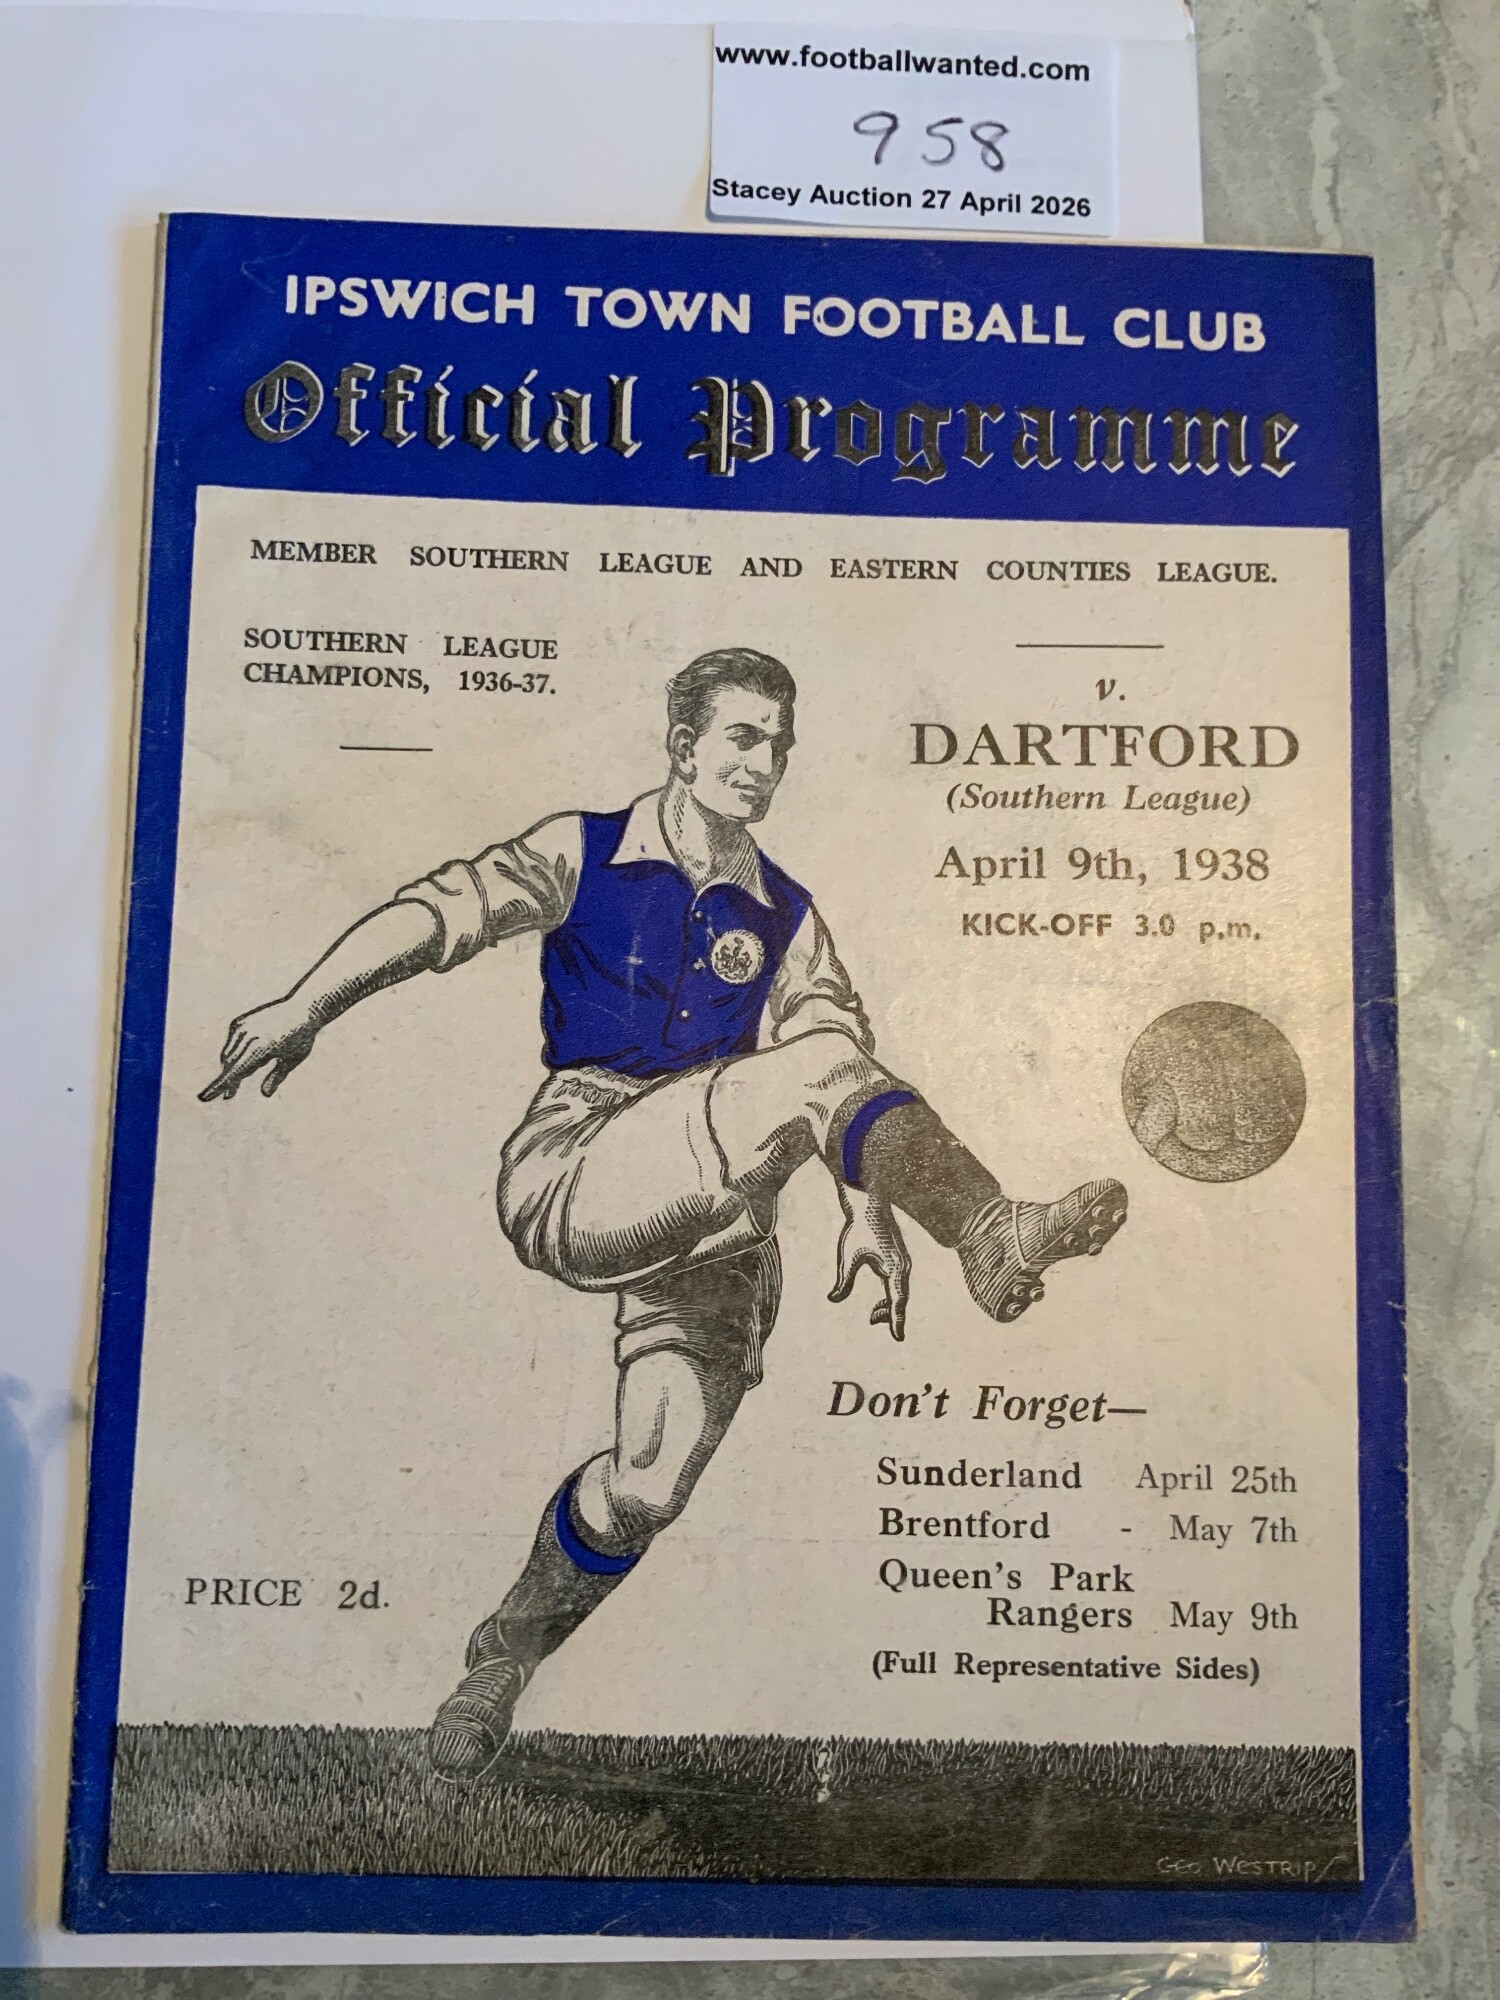 www.footballwanted.com
958
Stacey Auction 27 April 2026
IPSWICH TOWN FOOTBALL CLUB
Official Programme
MEMBER SOUTHERN LEAGUE AND EASTERN COUNTIES LEAGUE.
SOUTHERN LEAGUE
CHAMPIONS, 1936-37.
v.
DARTFORD
(Southern League)
April 9th, 1938
KICK-OFF 3.0 p.m.
Don't Forget—
Sunderland April 25th
Brentford - May 7th
Queen's Park
Rangers May 9th
(Full Representative Sides)
PRICE 2d.
GEO WESTRIP